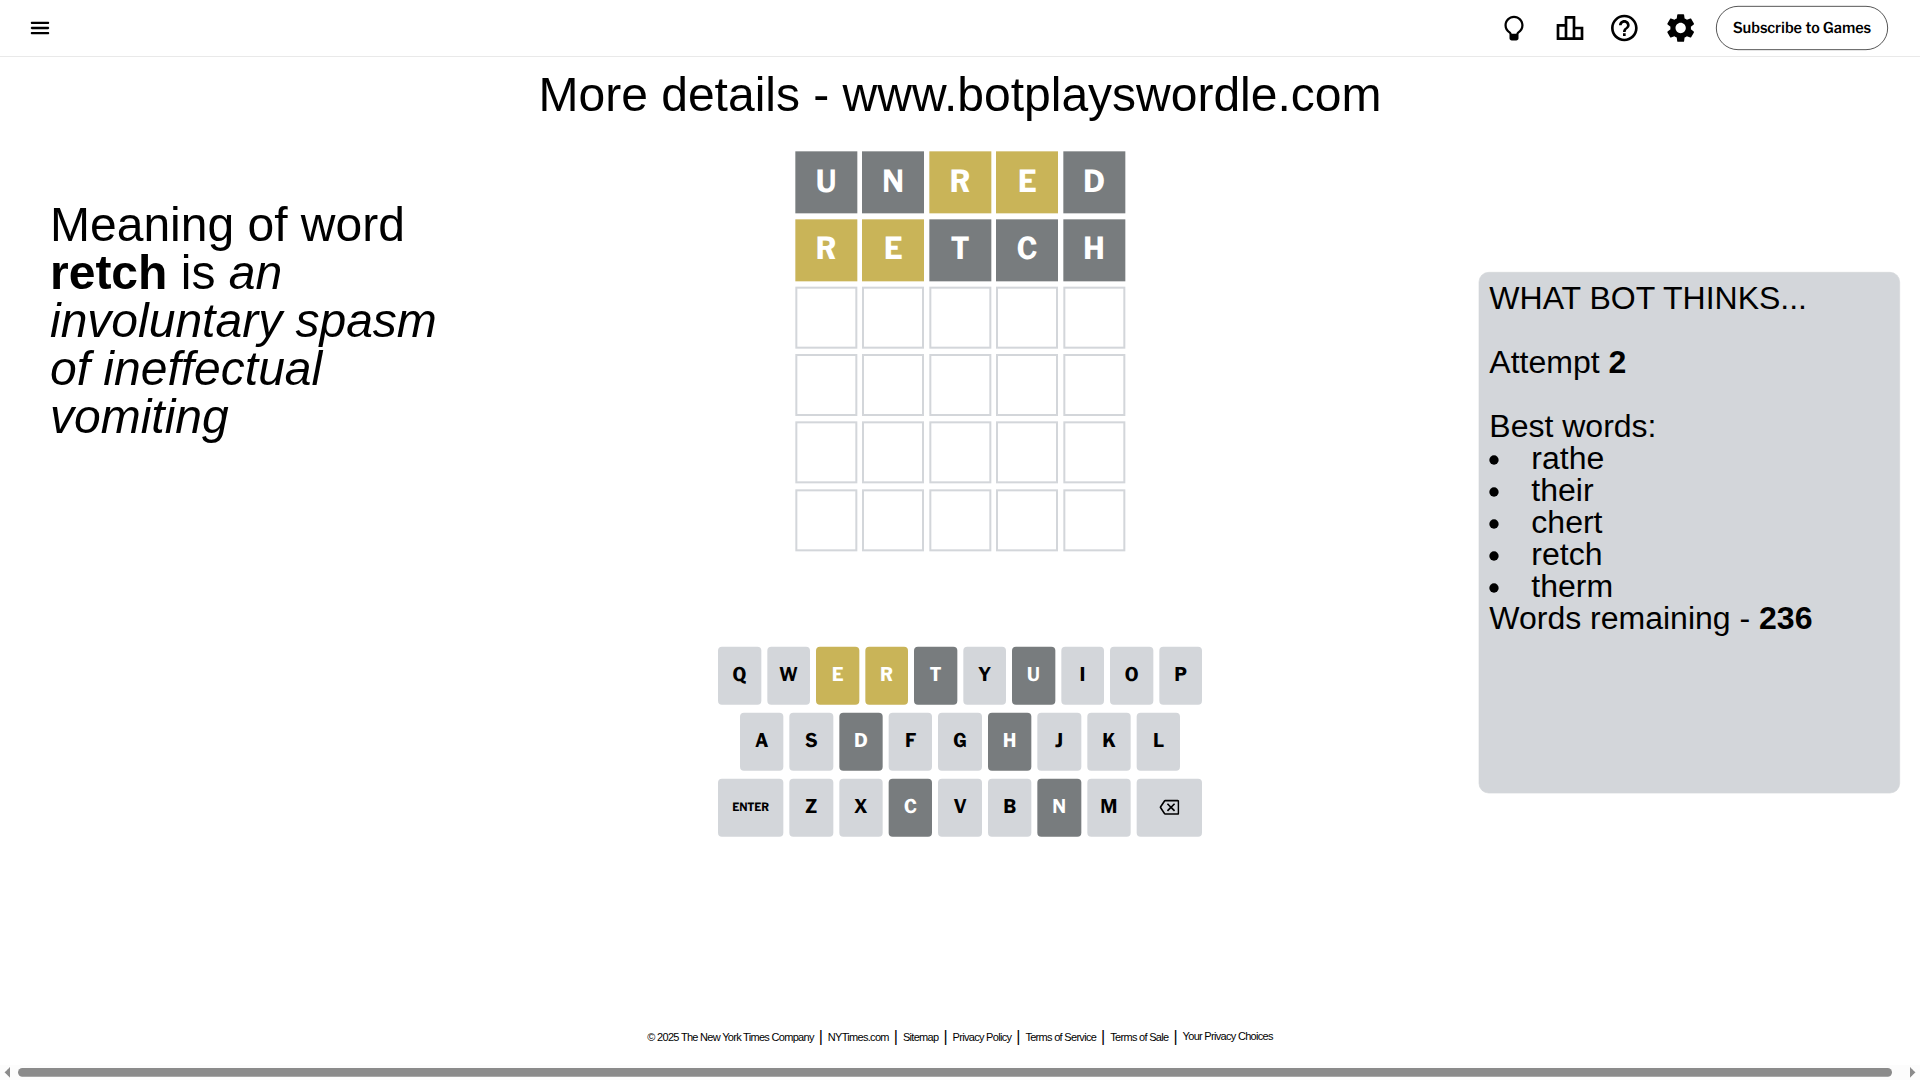 Subscribe to Games
More details - www.botplayswordle.com
Meaning of word
retch is an
involuntary spasm
of ineffectual
vomiting
U N R E D
R E T C H
WHAT BOT THINKS...
Attempt 2
Best words:
• rathe
• their
• chert
• retch
• therm
Words remaining - 236
Q W E R T Y U I O P
A S D F G H J K L
ENTER Z X C V B N M
© 2025 The New York Times Company | NYTimes.com | Sitemap | Privacy Policy | Terms of Service | Terms of Sale | Your Privacy Choices